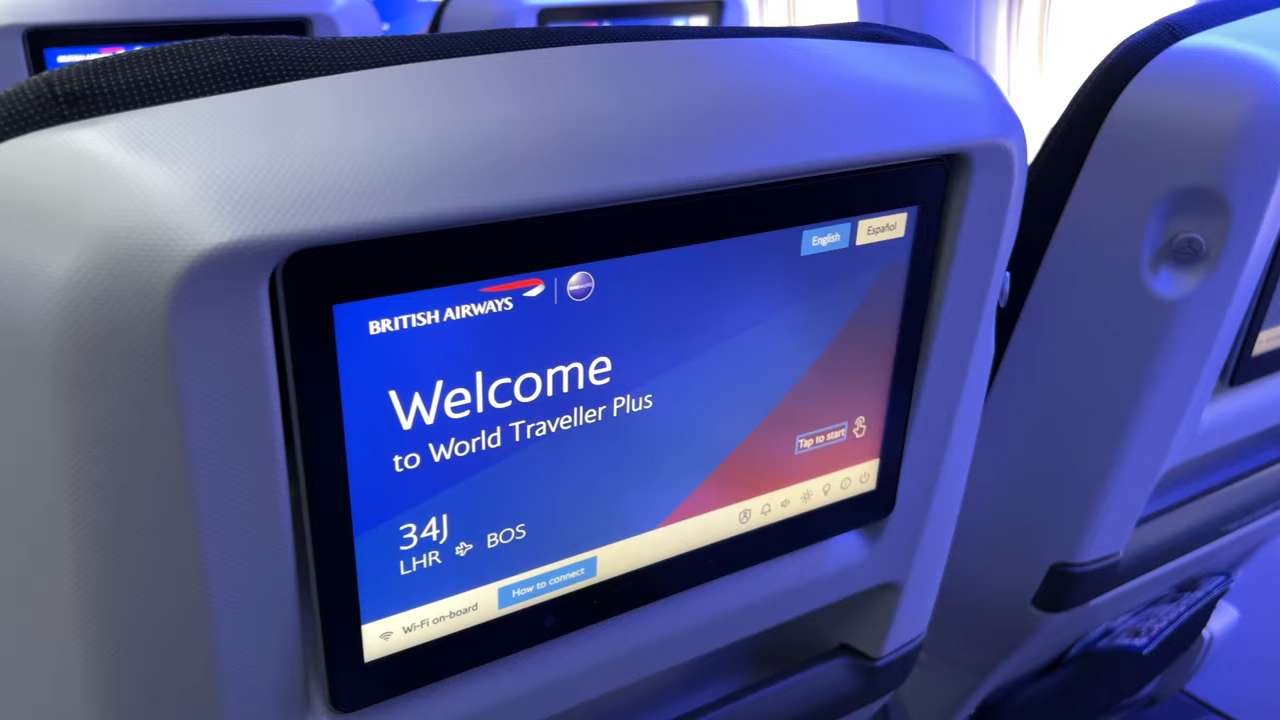 English Español
BRITISH AIRWAYS
Welcome
to World Traveller Plus
Tap to start
34J
LHR BOS
Wi-Fi on-board How to connect